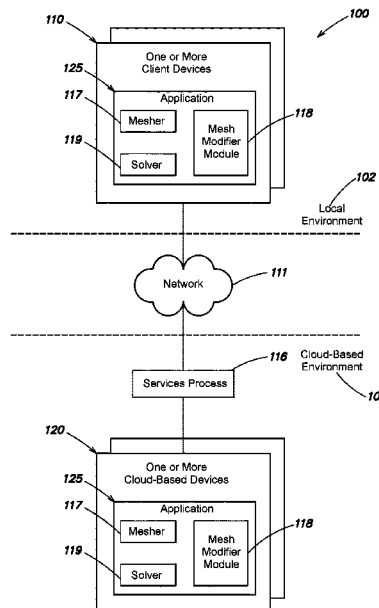 100
110
One or More
Client Devices
125
Application
117
Mesher
118
Mesh
Modifier
Module
119
Solver
102
Local
Environment
Network
111
116
Cloud-Based
Environment
Services Process
10
120
One or More
Cloud-Based Devices
125
Application
117
Mesher
118
Mesh
Modifier
Module
119
Solver